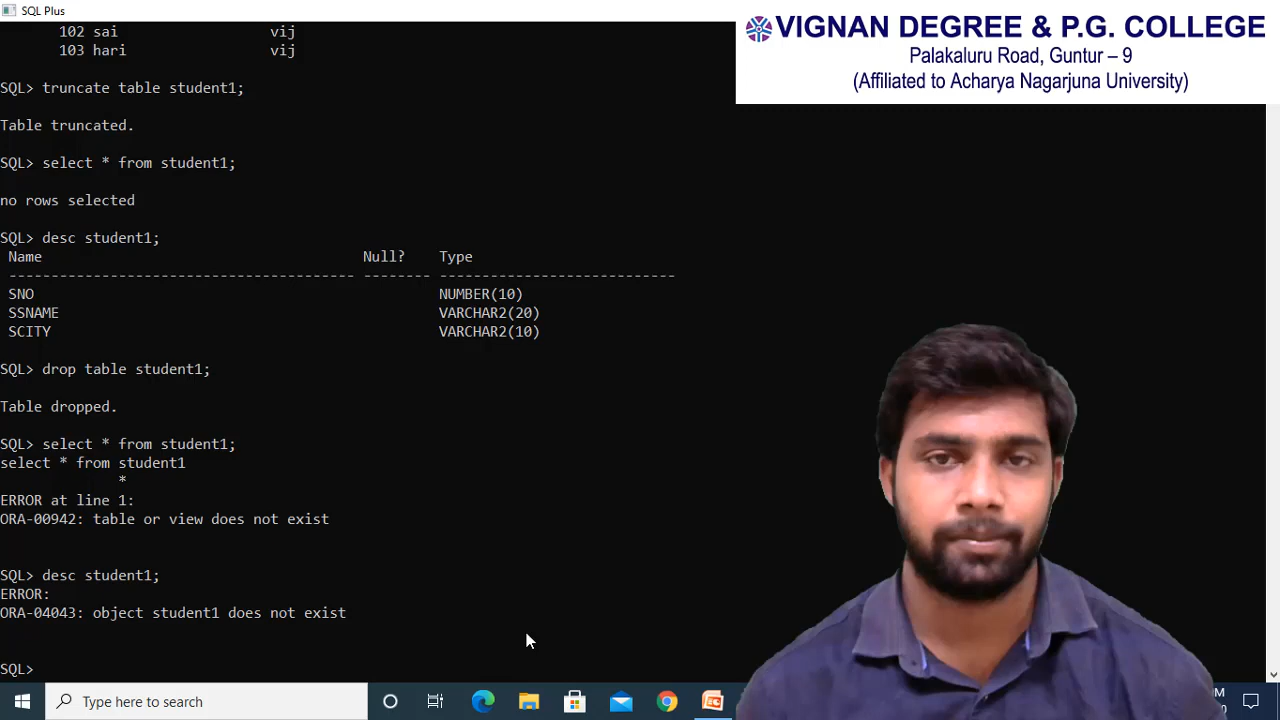 SQL Plus
VIGNAN DEGREE & P.G. COLLEGE
Palakaluru Road, Guntur – 9
(Affiliated to Acharya Nagarjuna University)
102 sai vij
103 hari vij
SQL> truncate table student1;
Table truncated.
SQL> select * from student1;
no rows selected
SQL> desc student1;
Name Null? Type
----------------------------------------- -------- ----------------------------
SNO NUMBER(10)
SSNAME VARCHAR2(20)
SCITY VARCHAR2(10)
SQL> drop table student1;
Table dropped.
SQL> select * from student1;
select * from student1
*
ERROR at line 1:
ORA-00942: table or view does not exist
SQL> desc student1;
ERROR:
ORA-04043: object student1 does not exist
SQL>
Type here to search